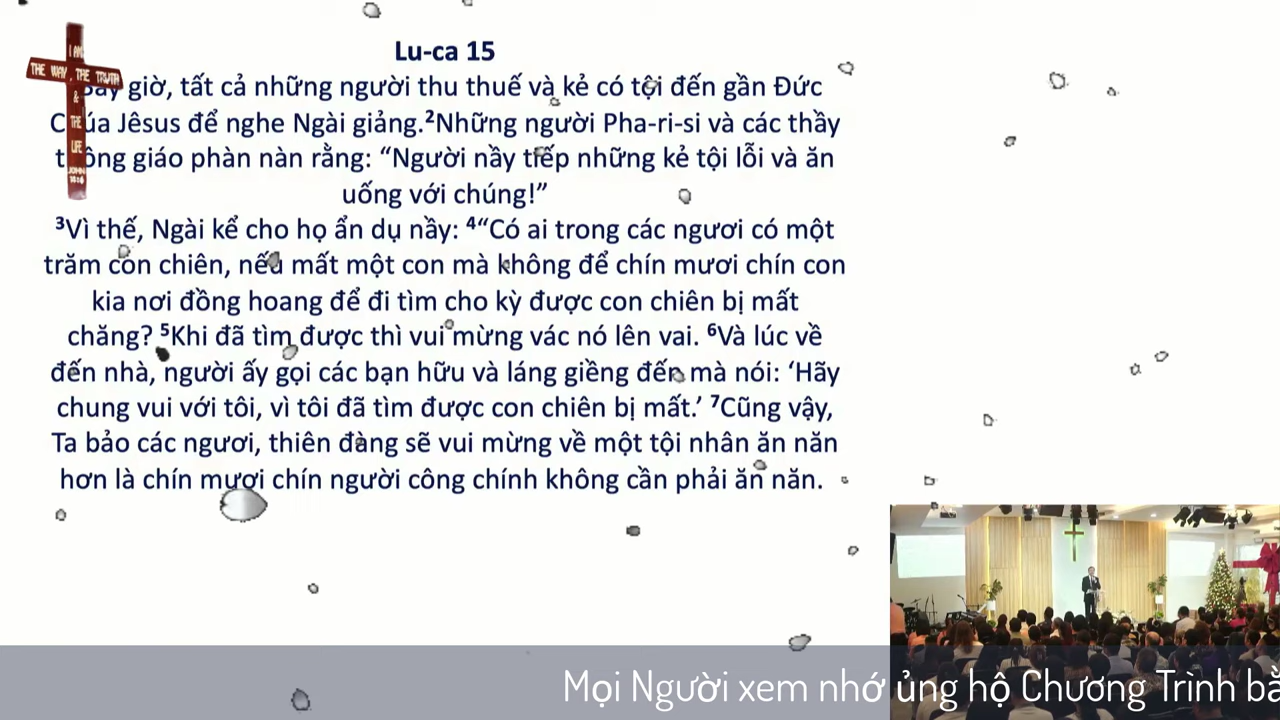 Lu-ca 15
giờ, tất cả những người thu thuế và kẻ có tội đến gần Đức
Chúa Jêsus để nghe Ngài giảng.²Những người Pha-ri-si và các thầy
thông giáo phàn nàn rằng: “Người nầy tiếp những kẻ tội lỗi và ăn
uống với chúng!”
³Vì thế, Ngài kể cho họ ẩn dụ nầy: ⁴“Có ai trong các ngươi có một
trăm con chiên, nếu mất một con mà không để chín mươi chín con
kia nơi đồng hoang để đi tìm cho kỳ được con chiên bị mất
chăng? ⁵Khi đã tìm được thì vui mừng vác nó lên vai. ⁶Và lúc về
đến nhà, người ấy gọi các bạn hữu và láng giềng đến mà nói: ‘Hãy
chung vui với tôi, vì tôi đã tìm được con chiên bị mất.’ ⁷Cũng vậy,
Ta bảo các ngươi, thiên đàng sẽ vui mừng về một tội nhân ăn năn
hơn là chín mươi chín người công chính không cần phải ăn năn.
I AM
THE WAY, THE TRUTH
&
THE
LIFE
JOHN
14:6
Mọi Người xem nhớ ủng hộ Chương Trình bằ